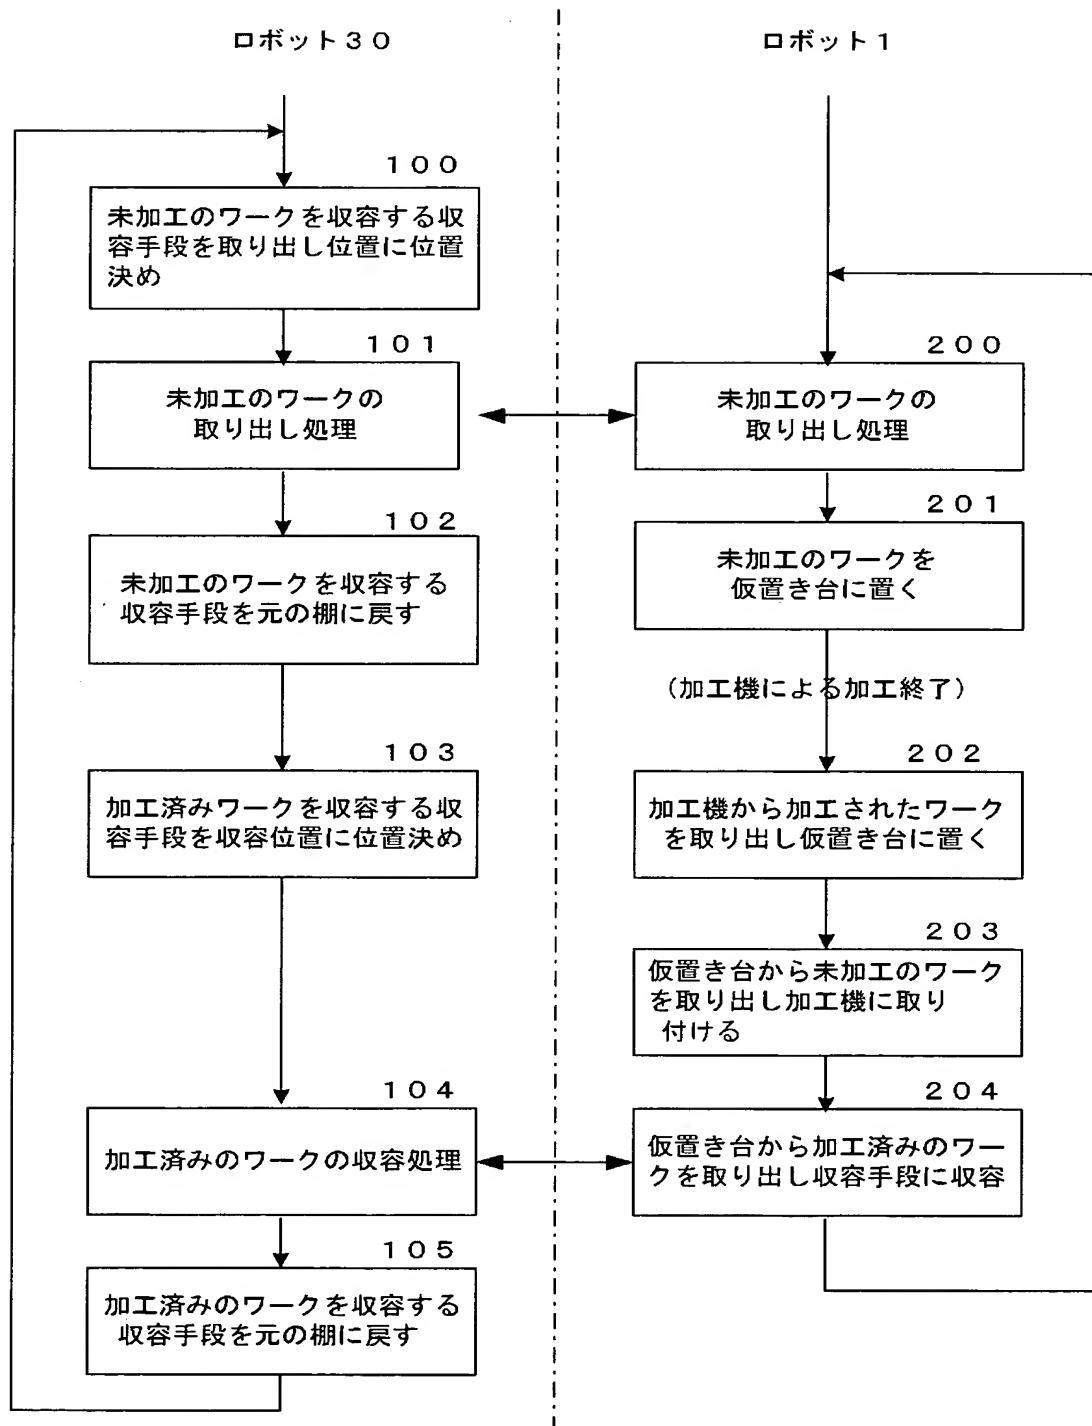 ロボット３０
１００
未加工のワークを収容する収
容手段を取り出し位置に位置
決め
１０１
未加工のワークの
取り出し処理
１０２
未加工のワークを収容する
収容手段を元の棚に戻す
１０３
加工済みワークを収容する収
容手段を収容位置に位置決め
１０４
加工済みのワークの収容処理
１０５
加工済みのワークを収容する
収容手段を元の棚に戻す
ロボット１
２００
未加工のワークの
取り出し処理
２０１
未加工のワークを
仮置き台に置く
（加工機による加工終了）
２０２
加工機から加工されたワーク
を取り出し仮置き台に置く
２０３
仮置き台から未加工のワーク
を取り出し加工機に取り
付ける
２０４
仮置き台から加工済みのワー
クを取り出し収容手段に収容